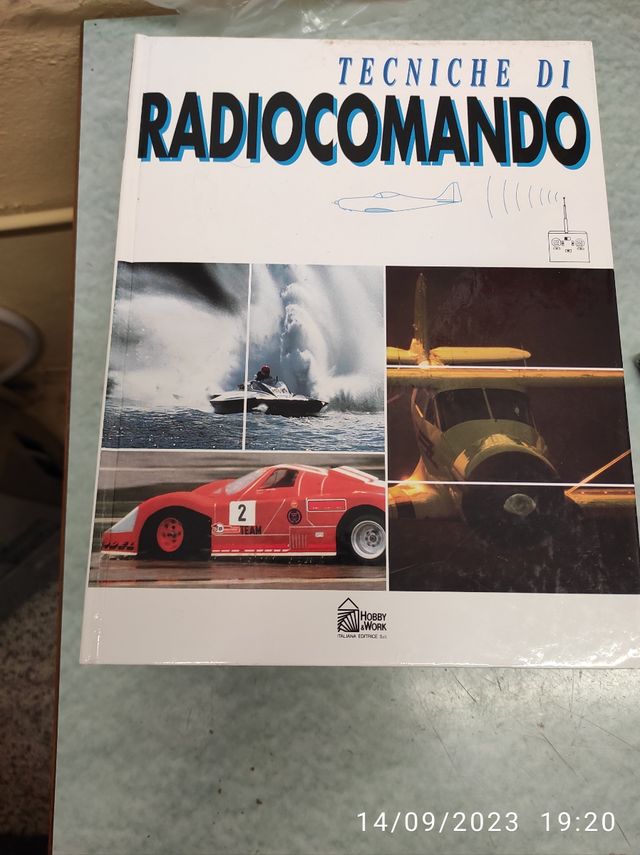 TECNICHE DI
RADIOCOMANDO
2
TEAM
HOBBY
&WORK
ITALIANA EDITRICE S.r.l.
14/09/2023 19:20